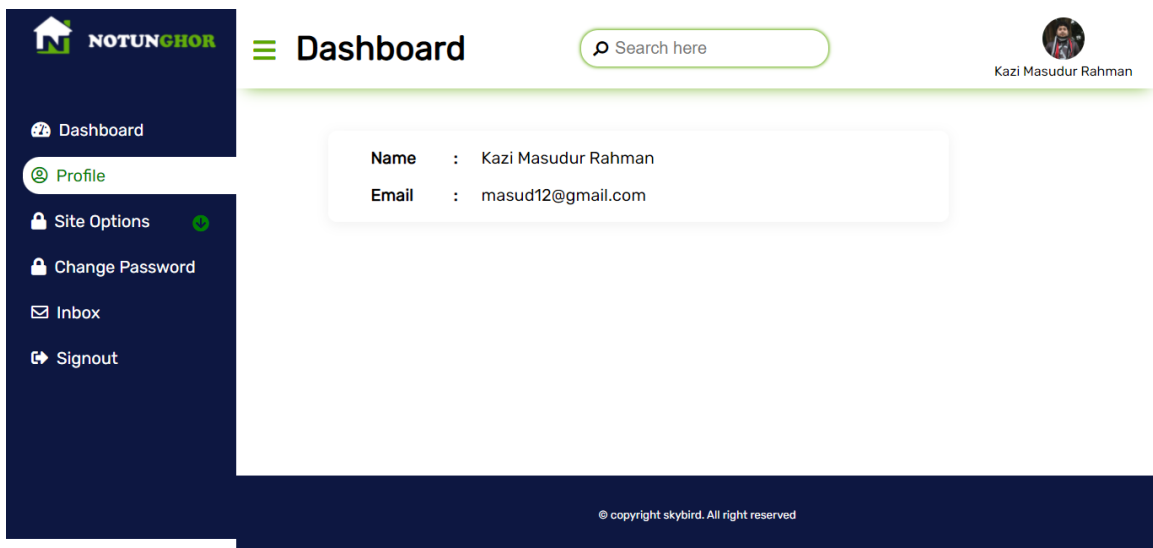 NOTUNGHOR
Dashboard
Search here
Kazi Masudur Rahman
Dashboard
Profile
Site Options
Change Password
Inbox
Signout
Name : Kazi Masudur Rahman
Email : masud12@gmail.com
© copyright skybird. All right reserved